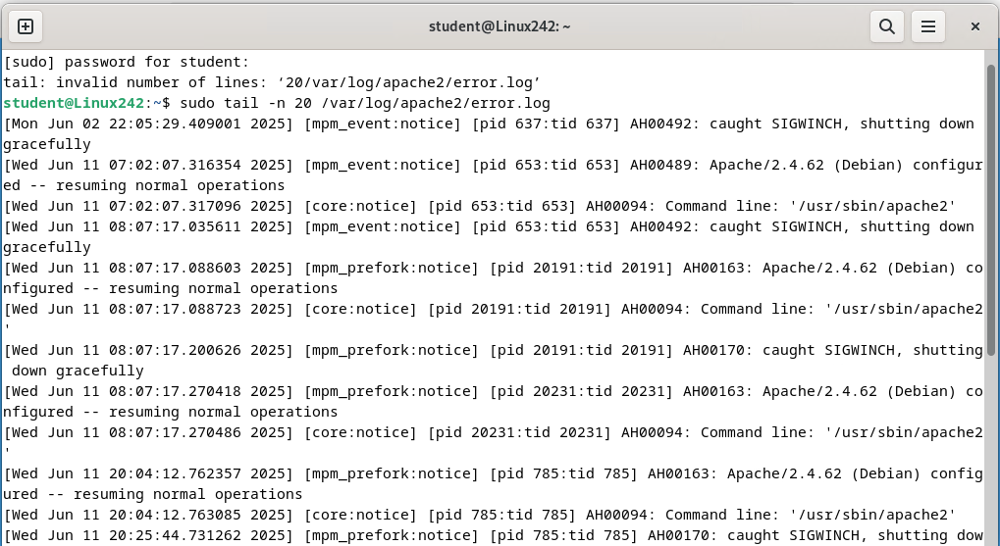 student@Linux242: ~
[sudo] password for student:
tail: invalid number of lines: ‘20/var/log/apache2/error.log’
student@Linux242:~$ sudo tail -n 20 /var/log/apache2/error.log
[Mon Jun 02 22:05:29.409001 2025] [mpm_event:notice] [pid 637:tid 637] AH00492: caught SIGWINCH, shutting down
gracefully
[Wed Jun 11 07:02:07.316354 2025] [mpm_event:notice] [pid 653:tid 653] AH00489: Apache/2.4.62 (Debian) configur
ed -- resuming normal operations
[Wed Jun 11 07:02:07.317096 2025] [core:notice] [pid 653:tid 653] AH00094: Command line: '/usr/sbin/apache2'
[Wed Jun 11 08:07:17.035611 2025] [mpm_event:notice] [pid 653:tid 653] AH00492: caught SIGWINCH, shutting down
gracefully
[Wed Jun 11 08:07:17.088603 2025] [mpm_prefork:notice] [pid 20191:tid 20191] AH00163: Apache/2.4.62 (Debian) co
nfigured -- resuming normal operations
[Wed Jun 11 08:07:17.088723 2025] [core:notice] [pid 20191:tid 20191] AH00094: Command line: '/usr/sbin/apache2
'
[Wed Jun 11 08:07:17.200626 2025] [mpm_prefork:notice] [pid 20191:tid 20191] AH00170: caught SIGWINCH, shutting
 down gracefully
[Wed Jun 11 08:07:17.270418 2025] [mpm_prefork:notice] [pid 20231:tid 20231] AH00163: Apache/2.4.62 (Debian) co
nfigured -- resuming normal operations
[Wed Jun 11 08:07:17.270486 2025] [core:notice] [pid 20231:tid 20231] AH00094: Command line: '/usr/sbin/apache2
'
[Wed Jun 11 20:04:12.762357 2025] [mpm_prefork:notice] [pid 785:tid 785] AH00163: Apache/2.4.62 (Debian) config
ured -- resuming normal operations
[Wed Jun 11 20:04:12.763085 2025] [core:notice] [pid 785:tid 785] AH00094: Command line: '/usr/sbin/apache2'
[Wed Jun 11 20:25:44.731262 2025] [mpm_prefork:notice] [pid 785:tid 785] AH00170: caught SIGWINCH, shutting dow